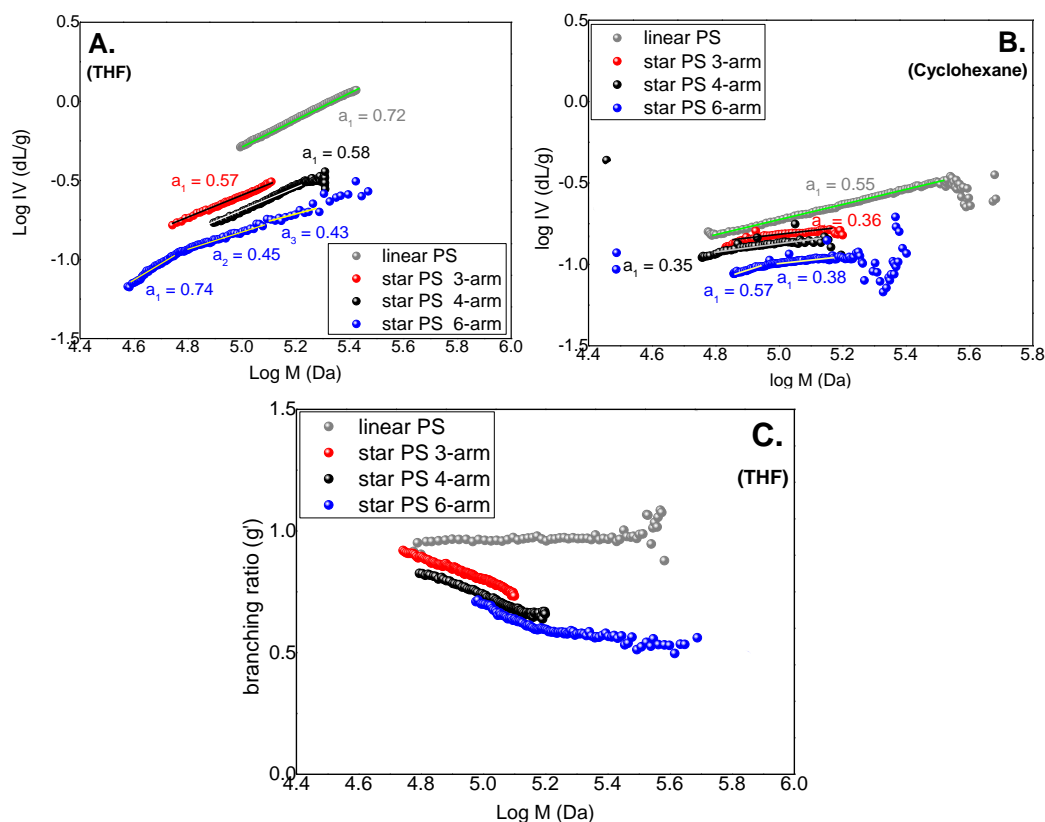 A.
(THF)
a1 = 0.72
a1 = 0.58
a1 = 0.57
a3 = 0.43
a2 = 0.45
a1 = 0.74
linear PS
star PS 3-arm
star PS 4-arm
star PS 6-arm
0.5
0.0
-0.5
-1.0
-1.5
4.4 4.6 4.8 5.0 5.2 5.4 5.6 5.8 6.0
Log IV (dL/g)
Log M (Da)
linear PS
star PS 3-arm
star PS 4-arm
star PS 6-arm
B.
(Cyclohexane)
a1 = 0.55
a1 = 0.36
a1 = 0.35
a1 = 0.57
a1 = 0.38
0.5
0.0
-0.5
-1.0
-1.5
4.4 4.6 4.8 5.0 5.2 5.4 5.6 5.8
log IV (dL/g)
log M (Da)
linear PS
star PS 3-arm
star PS 4-arm
star PS 6-arm
C.
(THF)
1.5
1.0
0.5
0.0
4.4 4.6 4.8 5.0 5.2 5.4 5.6 5.8 6.0
branching ratio (g')
Log M (Da)